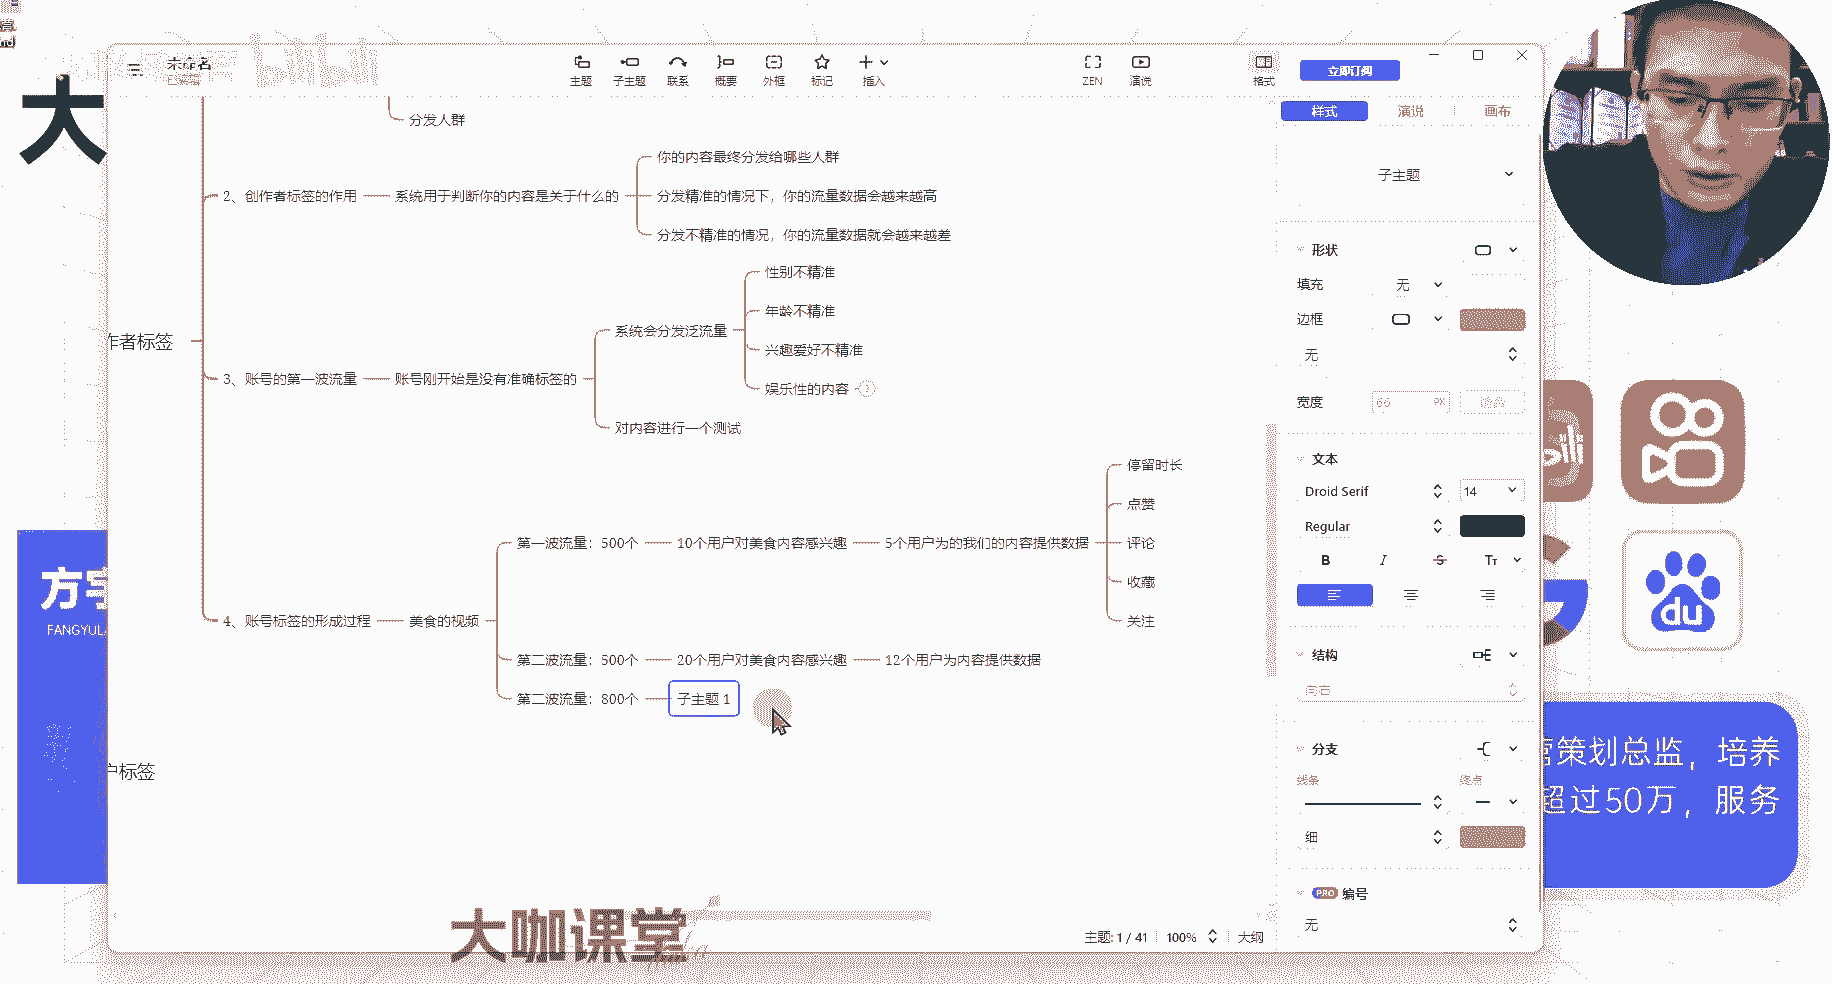 bilibili
大
未命名
已编辑
主题
子主题
联系
概要
外框
标记
插入
ZEN
演说
格式
立即订阅
样式
演说
画布
分发人群
2、创作者标签的作用
系统用于判断你的内容是关于什么的
你的内容最终分发给哪些人群
分发精准的情况下，你的流量数据会越来越高
分发不精准的情况，你的流量数据就会越来越差
作者标签
3、账号的第一波流量
账号刚开始是没有准确标签的
系统会分发泛流量
性别不精准
年龄不精准
兴趣爱好不精准
娱乐性的内容
对内容进行一个测试
4、账号标签的形成过程
美食的视频
第一波流量：500个
10个用户对美食内容感兴趣
5个用户为的我们的内容提供数据
停留时长
点赞
评论
收藏
关注
第二波流量：500个
20个用户对美食内容感兴趣
12个用户为内容提供数据
第二波流量：800个
子主题 1
户标签
子主题
形状
填充
无
边框
无
宽度
66
PX
文本
Droid Serif
14
Regular
B
I
S
Tт
结构
向右
分支
线条
终点
细
PRO
编号
无
主题: 1 / 41
100%
大纲
大咖课堂
方宇
FANGYUL
du
营策划总监，培养
超过50万，服务